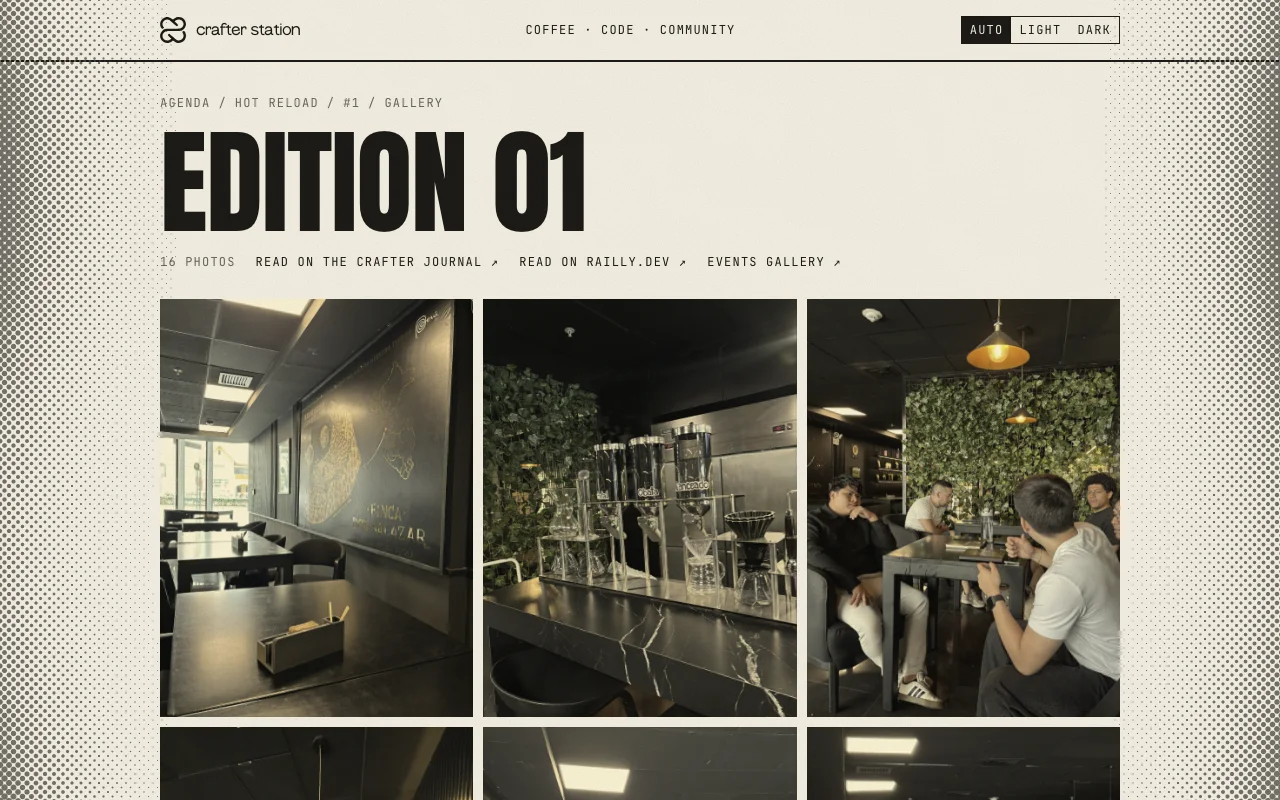 crafter station
COFFEE · CODE · COMMUNITY
AUTO LIGHT DARK
AGENDA / HOT RELOAD / #1 / GALLERY
EDITION 01
16 PHOTOS READ ON THE CRAFTER JOURNAL ↗ READ ON RAILLY.DEV ↗ EVENTS GALLERY ↗
FINCA